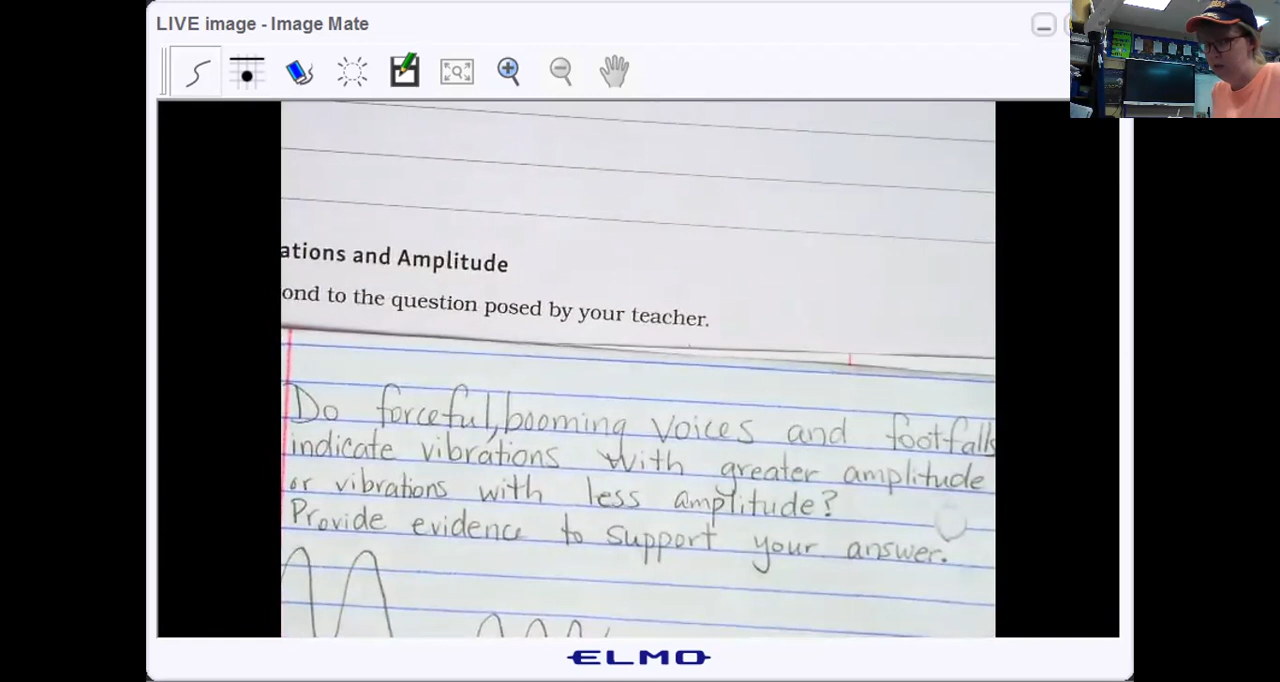 LIVE image - Image Mate
ations and Amplitude
ond to the question posed by your teacher.
Do forceful, booming voices and footfalls
indicate vibrations with greater amplitude
or vibrations with less amplitude?
Provide evidence to support your answer.
ELMO